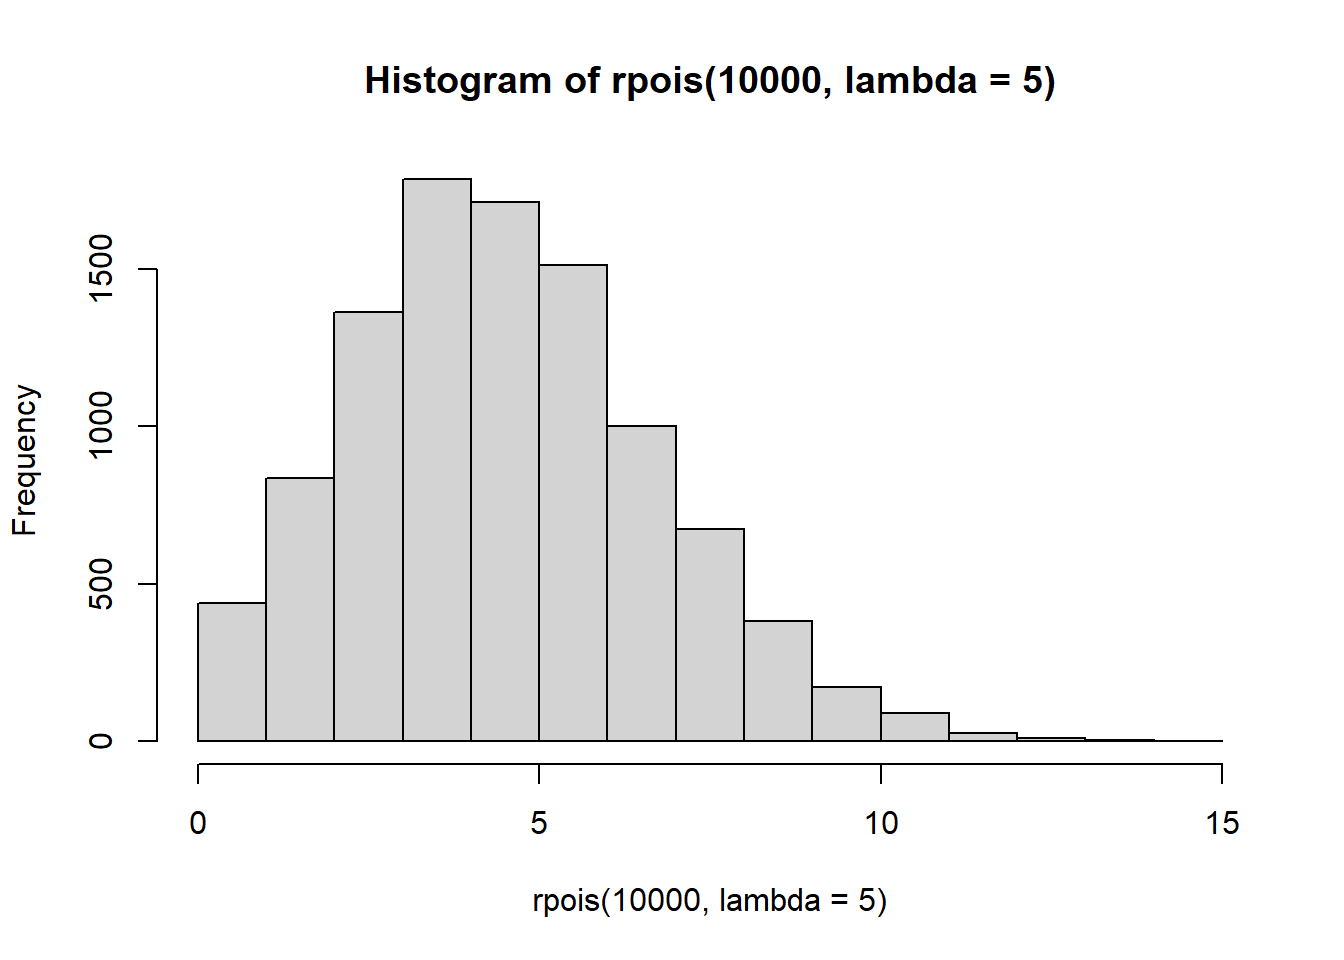 Histogram of rpois(10000, lambda = 5)
Frequency
1500
1000
500
0
0 5 10 15
rpois(10000, lambda = 5)